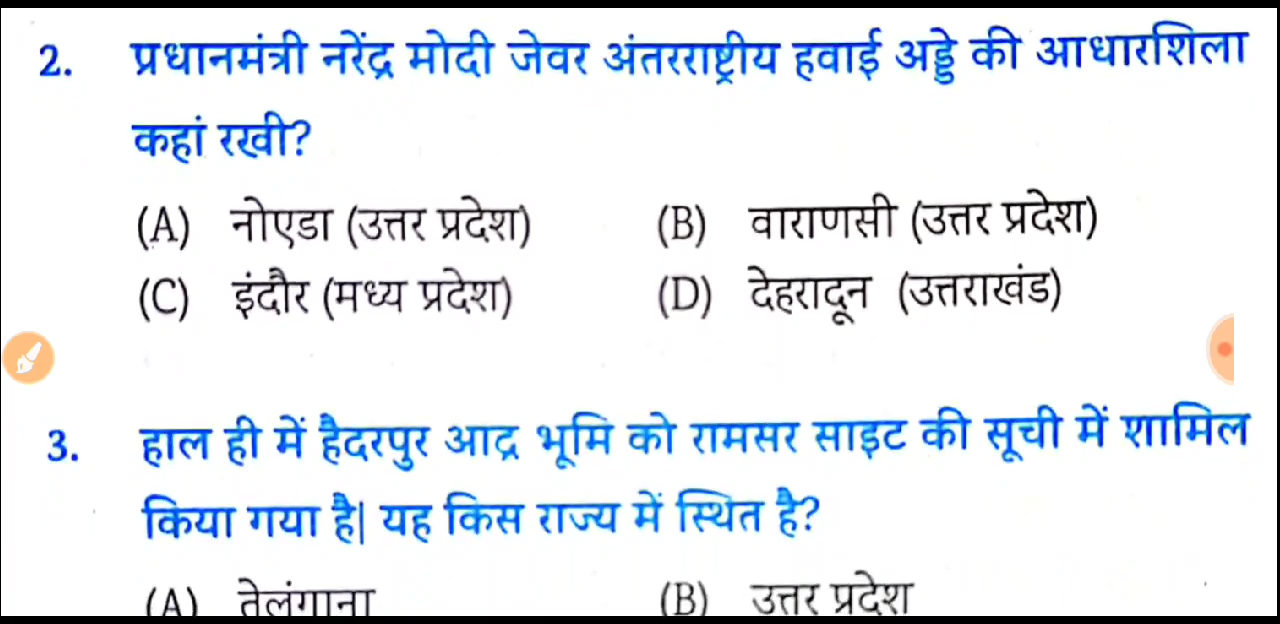 2. प्रधानमंत्री नरेंद्र मोदी जेवर अंतरराष्ट्रीय हवाई अड्डे की आधारशिला
कहां रखी?
(A) नोएडा (उत्तर प्रदेश) (B) वाराणसी (उत्तर प्रदेश)
(C) इंदौर (मध्य प्रदेश) (D) देहरादून (उत्तराखंड)
3. हाल ही में हैदरपुर आद्र भूमि को रामसर साइट की सूची में शामिल
किया गया है| यह किस राज्य में स्थित है?
(A) तेलंगाना (B) उत्तर प्रदेश